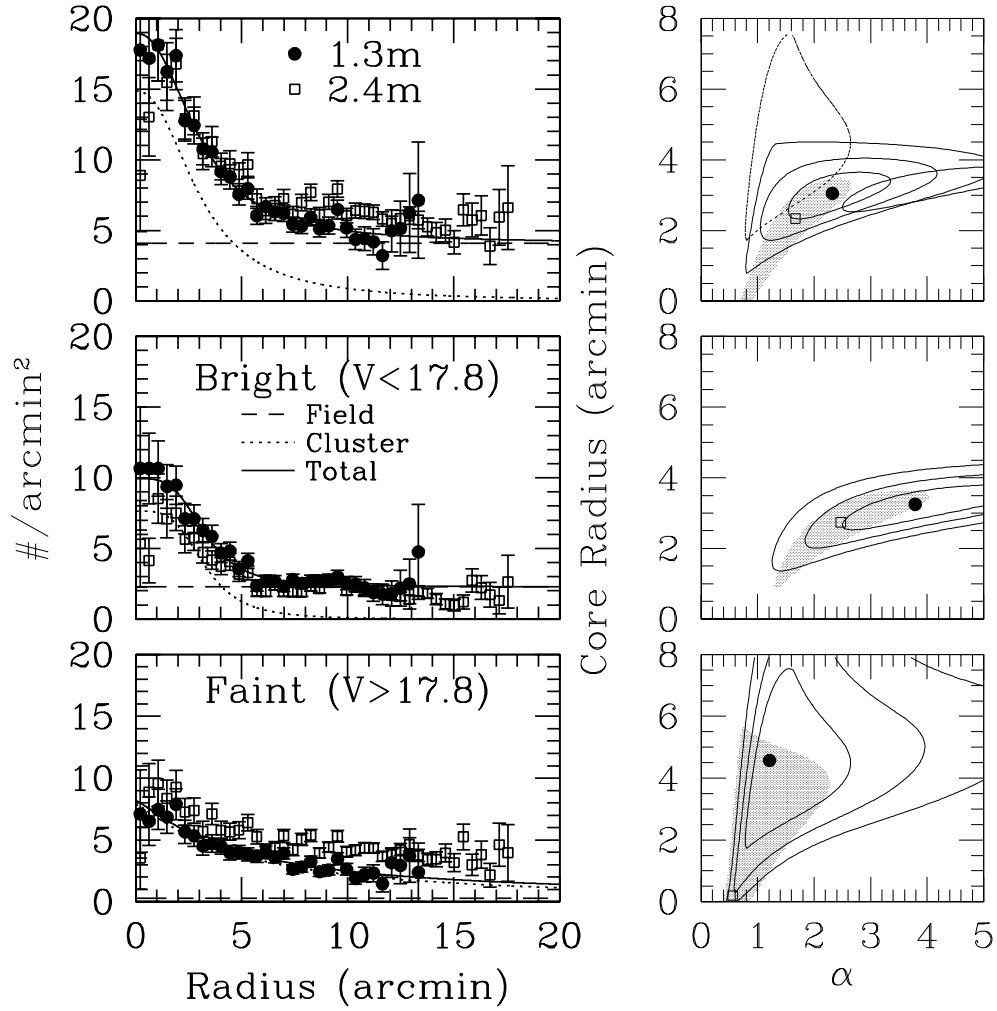 20
15
10
5
0
1.3m
2.4m
8
6
4
2
0
20
15
10
5
0
Bright (V<17.8)
Field
Cluster
Total
8
6
4
2
0
20
15
10
5
0
Faint (V>17.8)
8
6
4
2
0
0 5 10 15 20
0 1 2 3 4 5
Radius (arcmin)
α
#/arcmin²
Core Radius (arcmin)